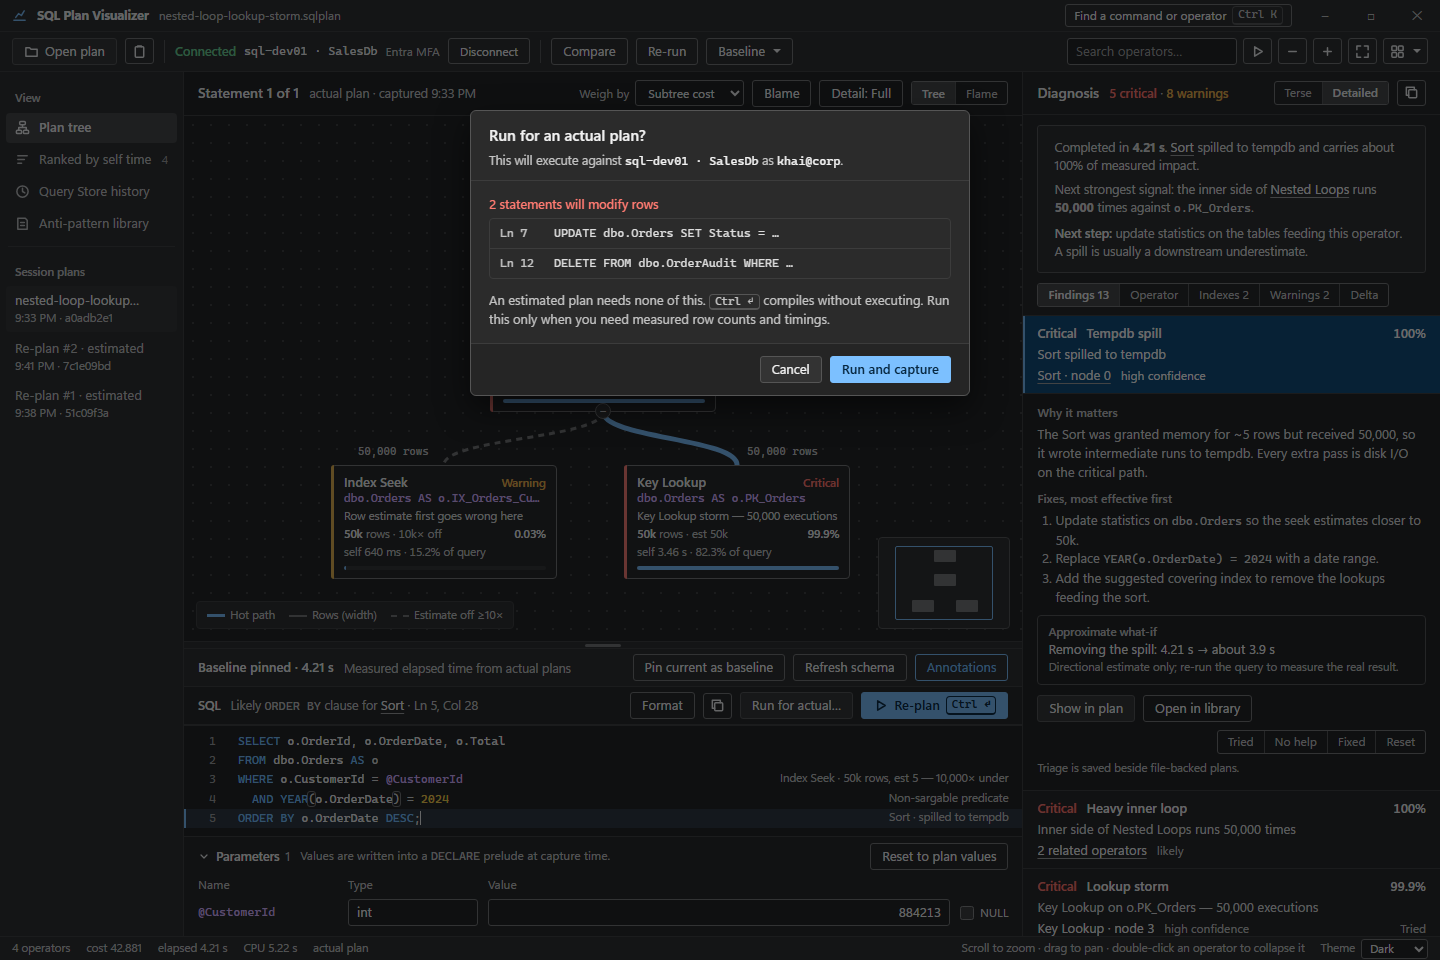 SQL Plan Visualizer nested-loop-lookup-storm.sqlplan
Find a command or operator Ctrl K
Open plan
Connected sql-dev01 · SalesDb Entra MFA Disconnect
Compare Re-run Baseline
Search operators...
View
Plan tree
Ranked by self time 4
Query Store history
Anti-pattern library
Session plans
nested-loop-lookup...
9:33 PM · a0adb2e1
Re-plan #2 · estimated
9:41 PM · 7c1e09bd
Re-plan #1 · estimated
9:38 PM · 51c09f3a
Statement 1 of 1 actual plan · captured 9:33 PM
Weigh by Subtree cost Blame Detail: Full Tree Flame
Run for an actual plan?
This will execute against sql-dev01 · SalesDb as khai@corp.
2 statements will modify rows
Ln 7 UPDATE dbo.Orders SET Status = …
Ln 12 DELETE FROM dbo.OrderAudit WHERE …
An estimated plan needs none of this. Ctrl ⏎ compiles without executing. Run
this only when you need measured row counts and timings.
Cancel Run and capture
50,000 rows
50,000 rows
Index Seek Warning
dbo.Orders AS o.IX_Orders_Cu…
Row estimate first goes wrong here
50k rows · 10k× off 0.03%
self 640 ms · 15.2% of query
Key Lookup Critical
dbo.Orders AS o.PK_Orders
Key Lookup storm — 50,000 executions
50k rows · est 50k 99.9%
self 3.46 s · 82.3% of query
Hot path Rows (width) Estimate off ≥10×
Baseline pinned · 4.21 s Measured elapsed time from actual plans
Pin current as baseline Refresh schema Annotations
SQL Likely ORDER BY clause for Sort · Ln 5, Col 28
Format Run for actual... Re-plan Ctrl ⏎
1 SELECT o.OrderId, o.OrderDate, o.Total
2 FROM dbo.Orders AS o
3 WHERE o.CustomerId = @CustomerId Index Seek · 50k rows, est 5 — 10,000× under
4 AND YEAR(o.OrderDate) = 2024 Non-sargable predicate
5 ORDER BY o.OrderDate DESC; Sort · spilled to tempdb
Parameters 1 Values are written into a DECLARE prelude at capture time.
Reset to plan values
Name Type Value
@CustomerId int 884213 NULL
Diagnosis 5 critical · 8 warnings
Terse Detailed
Completed in 4.21 s. Sort spilled to tempdb and carries about
100% of measured impact.
Next strongest signal: the inner side of Nested Loops runs
50,000 times against o.PK_Orders.
Next step: update statistics on the tables feeding this operator.
A spill is usually a downstream underestimate.
Findings 13 Operator Indexes 2 Warnings 2 Delta
Critical Tempdb spill 100%
Sort spilled to tempdb
Sort · node 0 high confidence
Why it matters
The Sort was granted memory for ~5 rows but received 50,000, so
it wrote intermediate runs to tempdb. Every extra pass is disk I/O
on the critical path.
Fixes, most effective first
1. Update statistics on dbo.Orders so the seek estimates closer to
50k.
2. Replace YEAR(o.OrderDate) = 2024 with a date range.
3. Add the suggested covering index to remove the lookups
feeding the sort.
Approximate what-if
Removing the spill: 4.21 s → about 3.9 s
Directional estimate only; re-run the query to measure the real result.
Show in plan Open in library
Tried No help Fixed Reset
Triage is saved beside file-backed plans.
Critical Heavy inner loop 100%
Inner side of Nested Loops runs 50,000 times
2 related operators likely
Critical Lookup storm 99.9%
Key Lookup on o.PK_Orders — 50,000 executions
Key Lookup · node 3 high confidence Tried
4 operators cost 42.881 elapsed 4.21 s CPU 5.22 s actual plan
Scroll to zoom · drag to pan · double-click an operator to collapse it Theme Dark